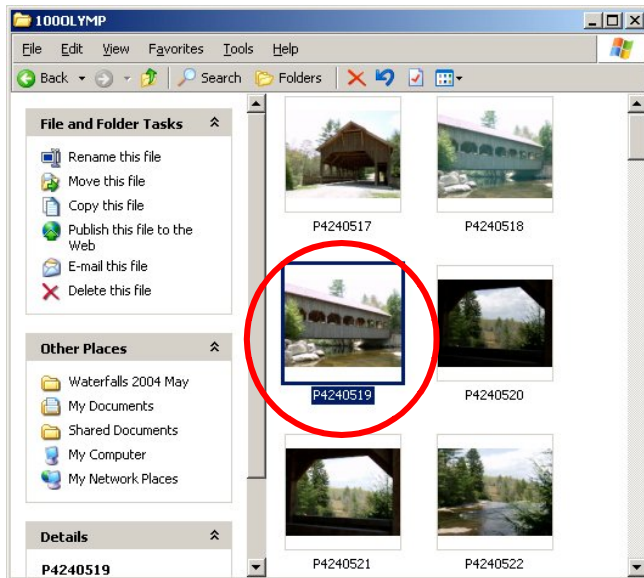 100OLYMP
File Edit View Favorites Tools Help
Back Search Folders
File and Folder Tasks
Rename this file
Move this file
Copy this file
Publish this file to the
Web
E-mail this file
Delete this file
Other Places
Waterfalls 2004 May
My Documents
Shared Documents
My Computer
My Network Places
Details
P4240519
P4240517 P4240518
P4240519 P4240520
P4240521 P4240522